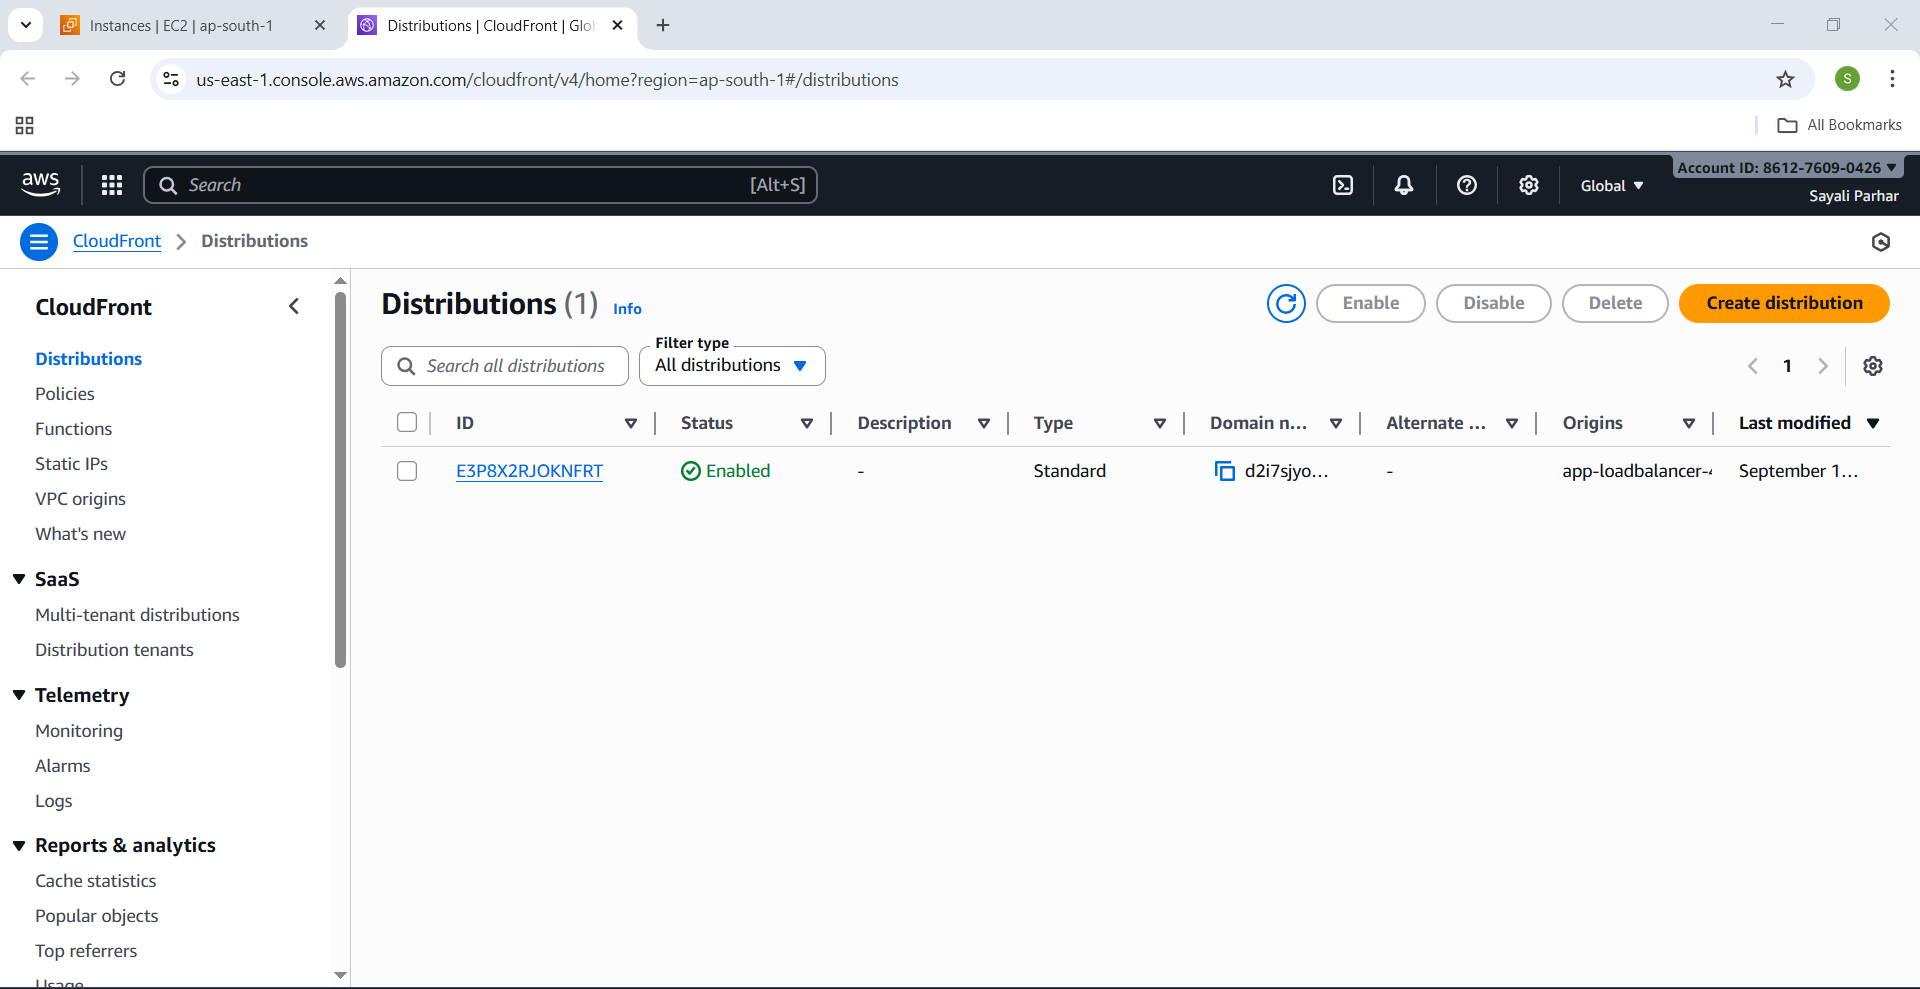 Instances | EC2 | ap-south-1
Distributions | CloudFront | Glo
us-east-1.console.aws.amazon.com/cloudfront/v4/home?region=ap-south-1#/distributions
S
All Bookmarks
aws
Search
[Alt+S]
Global
Account ID: 8612-7609-0426
Sayali Parhar
CloudFront
Distributions
CloudFront
Distributions
Policies
Functions
Static IPs
VPC origins
What's new
SaaS
Multi-tenant distributions
Distribution tenants
Telemetry
Monitoring
Alarms
Logs
Reports & analytics
Cache statistics
Popular objects
Top referrers
Usage
Distributions (1) Info
Enable
Disable
Delete
Create distribution
Search all distributions
Filter type
All distributions
1
ID Status Description Type Domain n... Alternate ... Origins Last modified
E3P8X2RJOKNFRT Enabled - Standard d2i7sjyo... - app-loadbalancer- September 1...